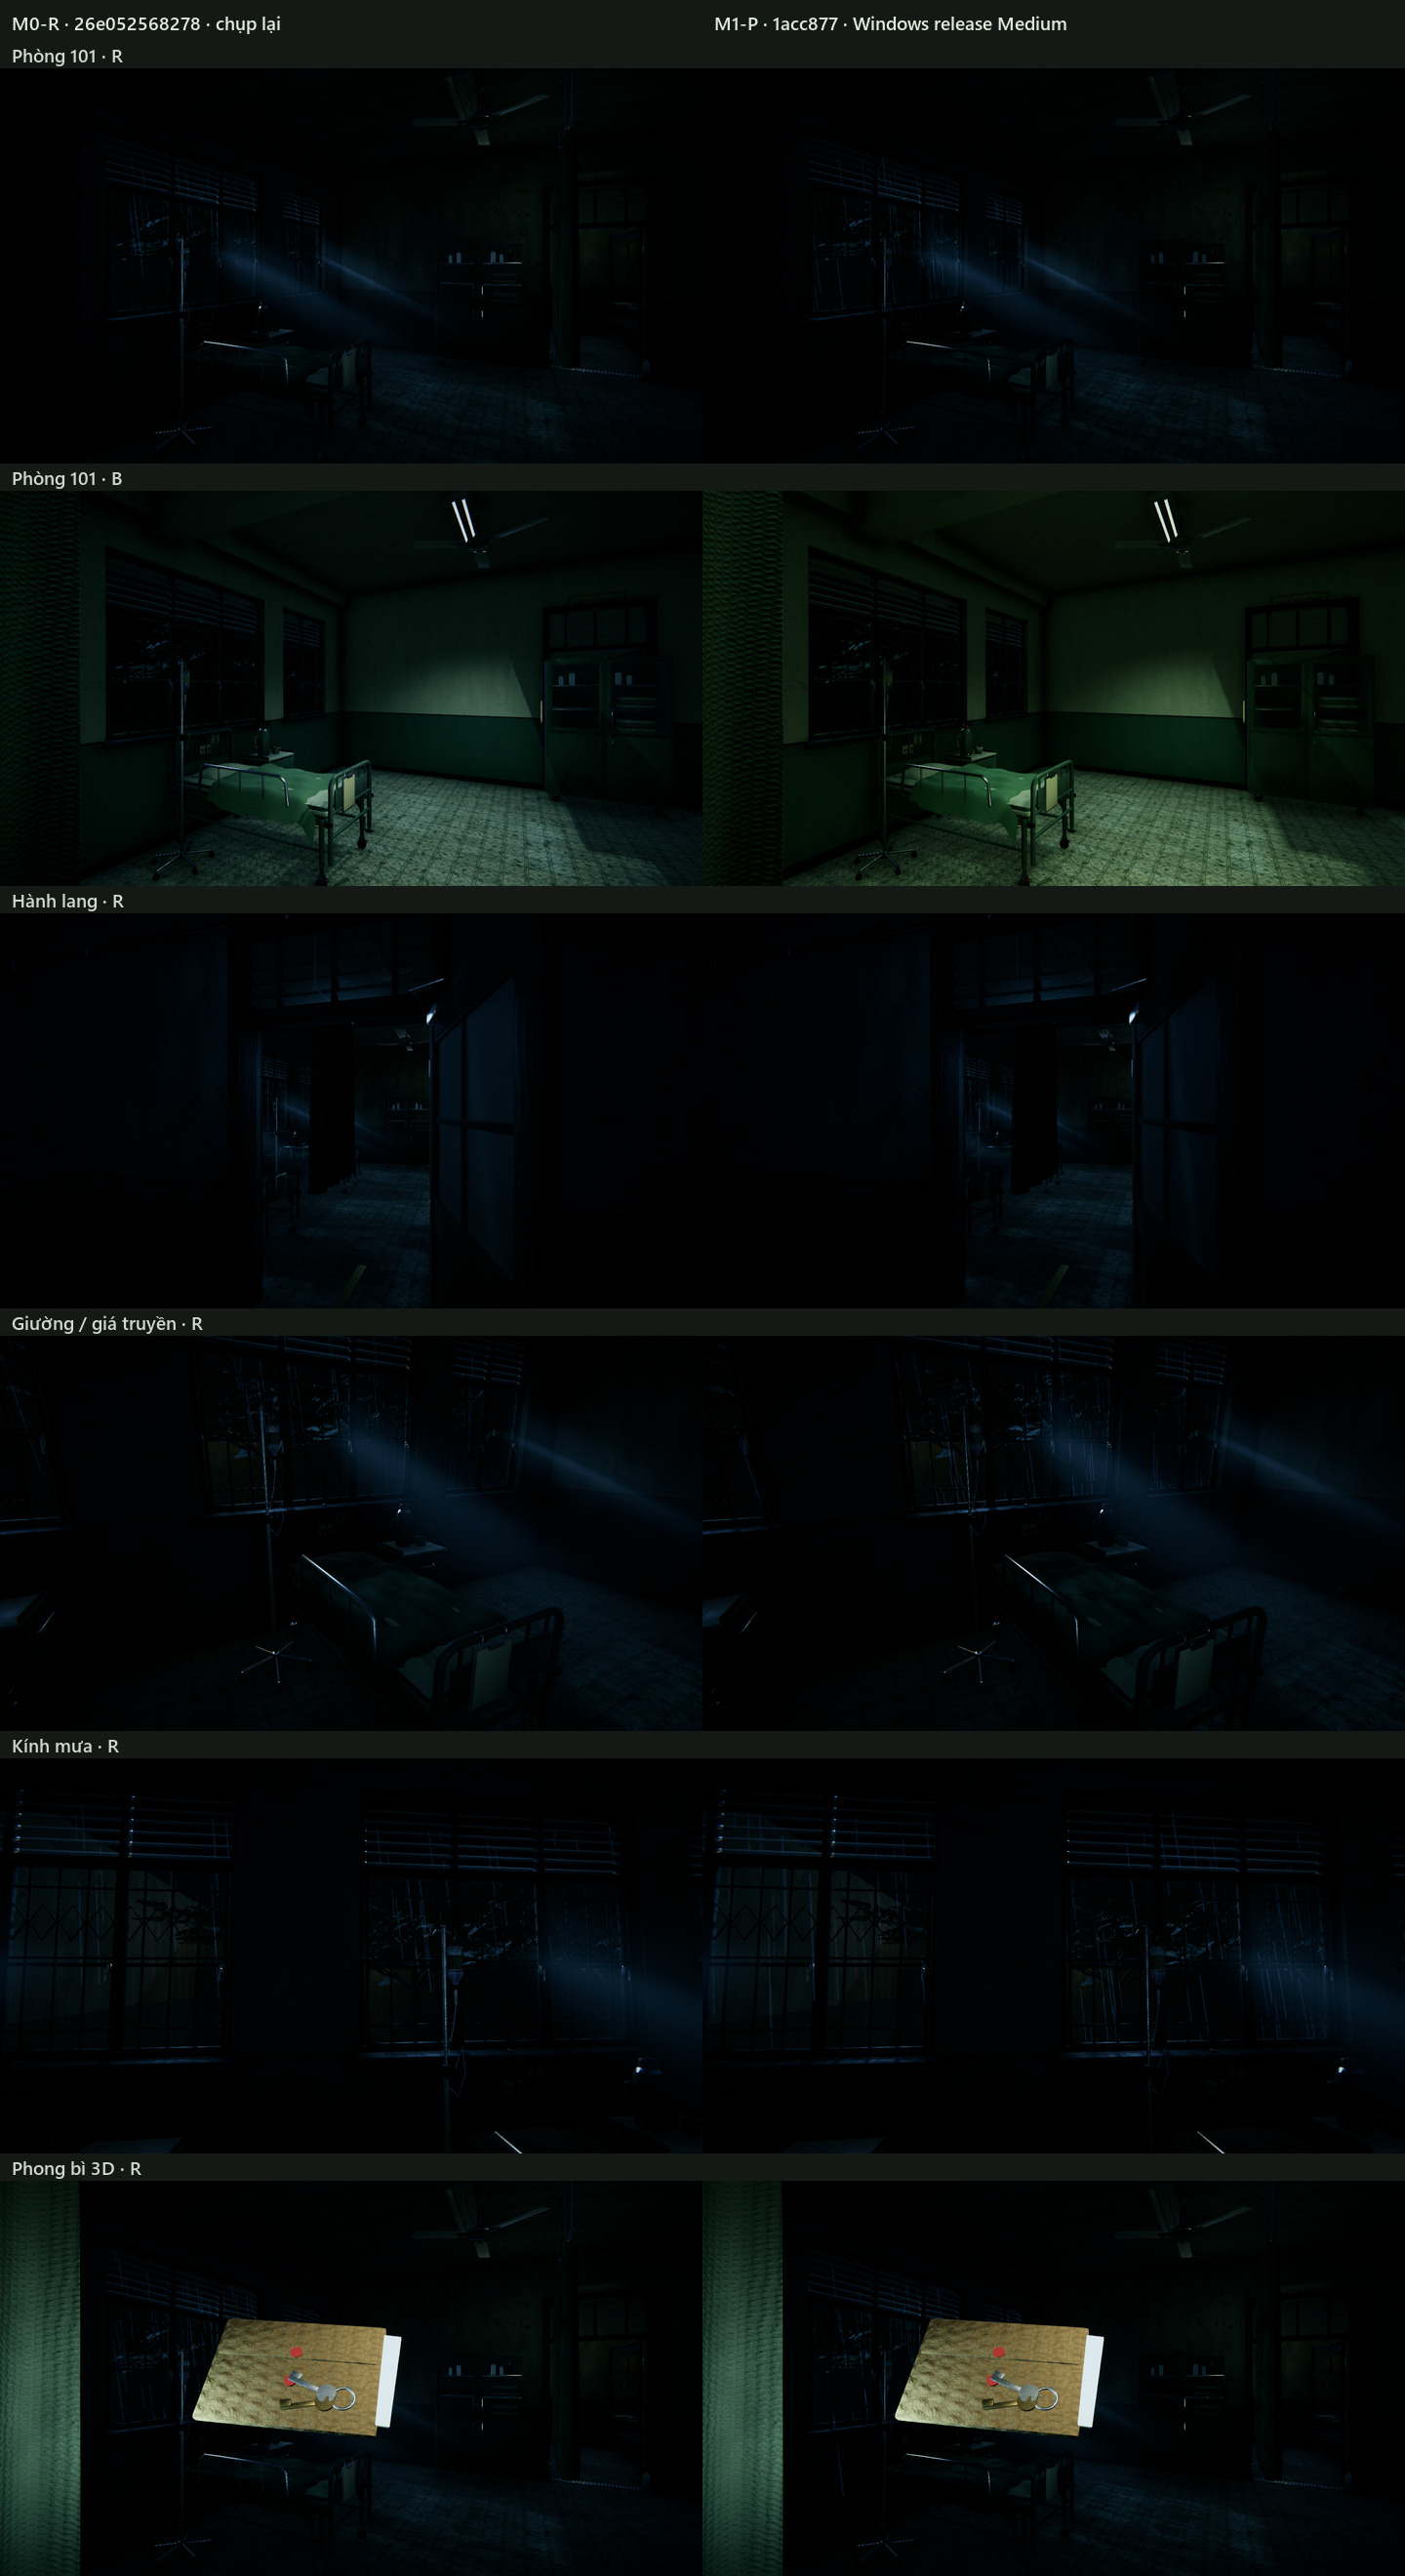 M0-R · 26e052568278 · chụp lại
M1-P · 1acc877 · Windows release Medium
Phòng 101 · R
Phòng 101 · B
Hành lang · R
Giường / giá truyền · R
Kính mưa · R
Phong bì 3D · R